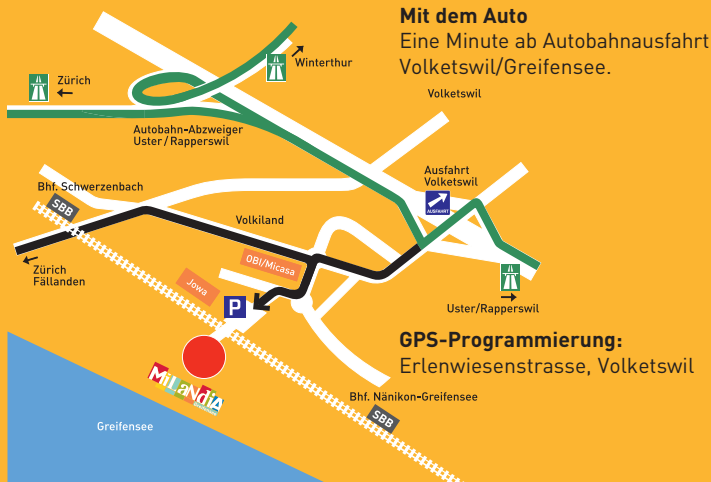 Mit dem Auto
Eine Minute ab Autobahnausfahrt
Volketswil/Greifensee.
Winterthur
Zürich
Volketswil
Autobahn-Abzweiger
Uster/Rapperswil
Ausfahrt
Volketswil
AUSFAHRT
Bhf. Schwerzenbach
SBB
Volkiland
OBI/Micasa
Zürich
Fällanden
Jowa
P
Uster/Rapperswil
GPS-Programmierung:
Erlenwiesenstrasse, Volketswil
MiLaNdiA
Bhf. Nänikon-Greifensee
SBB
Greifensee